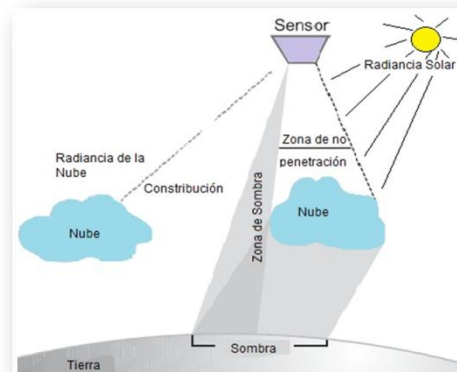 Sensor
Radiancia Solar
Zona de no
penetración
Radiancia de la
Nube
Constribución
Zona de Sombra
Nube
Nube
Sombra
Tierra